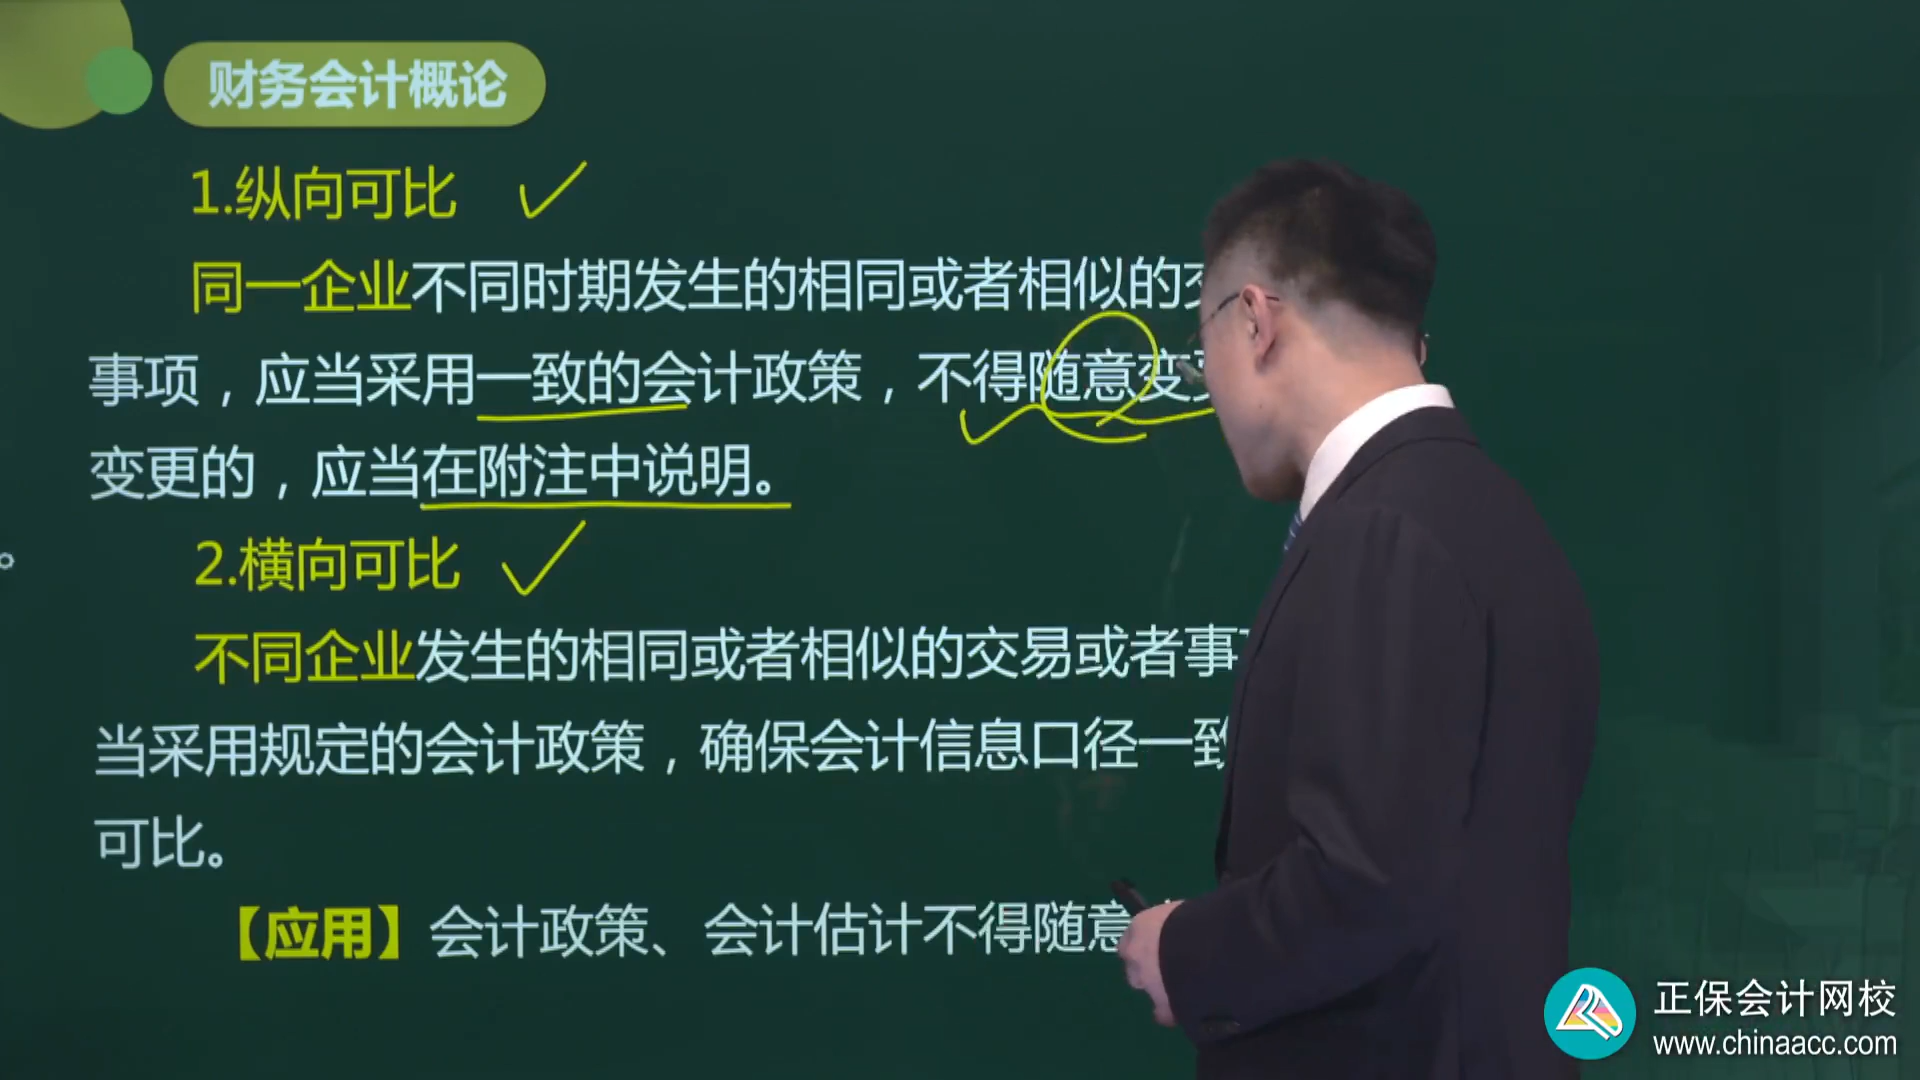 财务会计概论
1.纵向可比
同一企业不同时期发生的相同或者相似的
事项，应当采用一致的会计政策，不得随意变
变更的，应当在附注中说明。
2.横向可比
不同企业发生的相同或者相似的交易或者事
当采用规定的会计政策，确保会计信息口径一致
可比。
【应用】会计政策、会计估计不得随意
正保会计网校
www.chinaacc.com